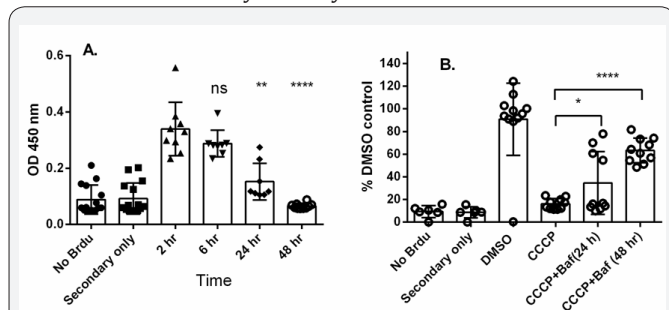 A.
OD 450 nm
0.6
0.4
0.2
0.0
ns
**
****
No Brdu
Secondary only
2 hr
6 hr
24 hr
48 hr
Time
B.
% DMSO control
140
120
100
80
60
40
20
0
****
*
No Brdu
Secondary only
DMSO
CCCP
CCCP+Baf(24 h)
CCCP+Baf (48 hr)